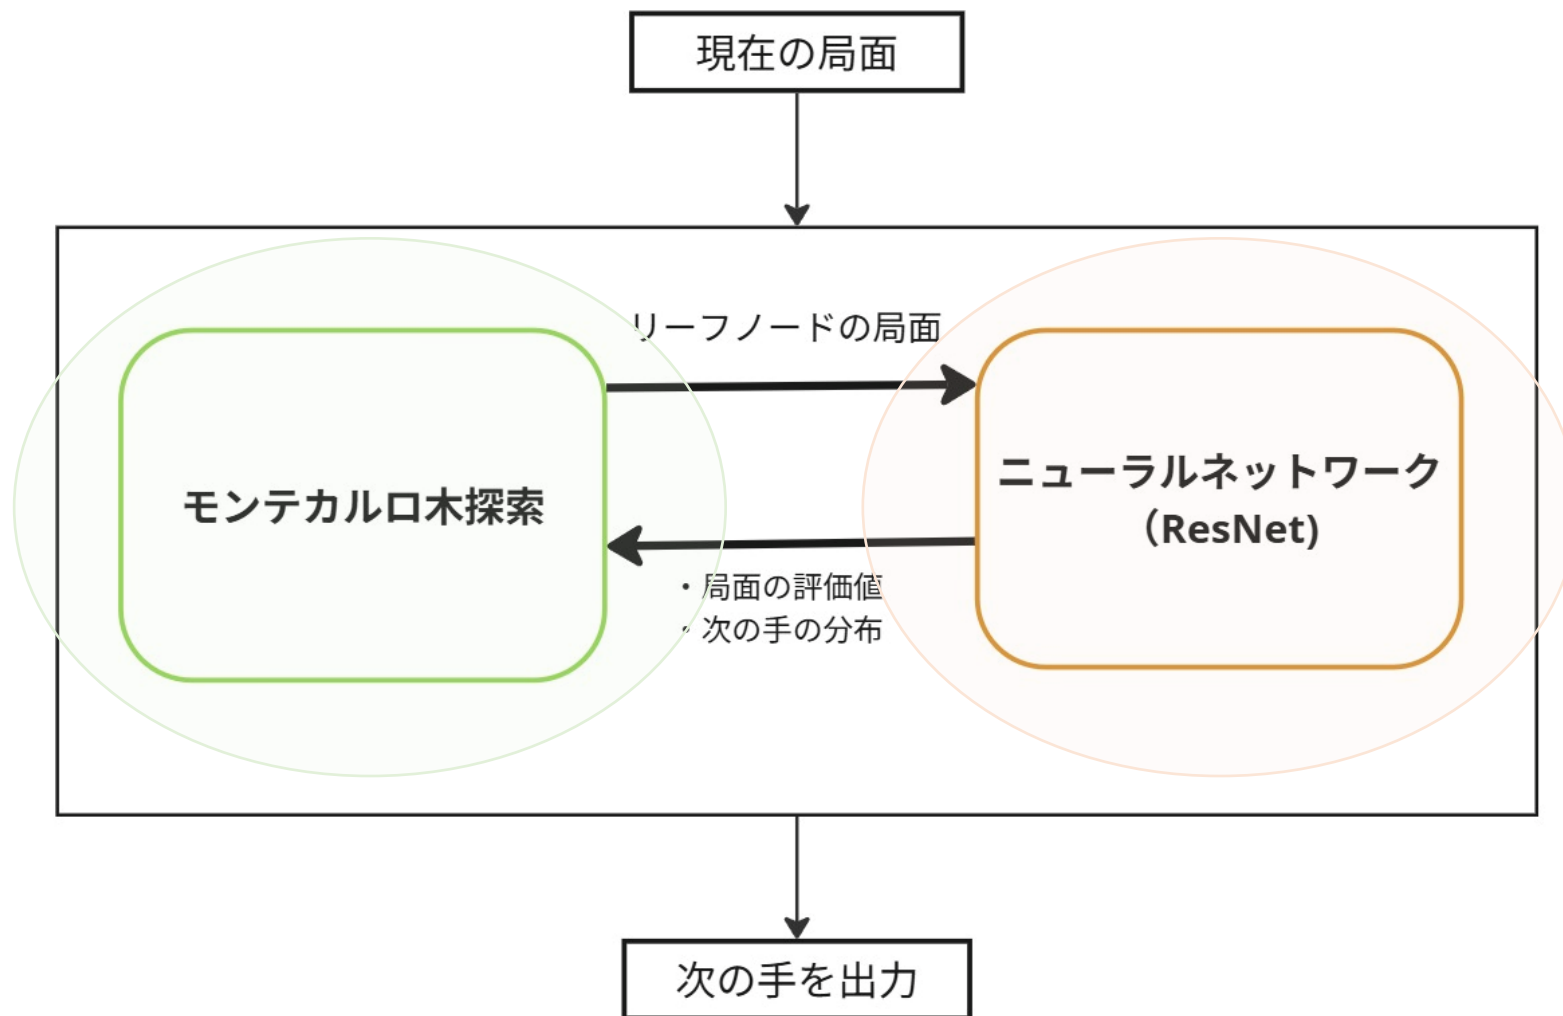 現在の局面
リーフノードの局面
モンテカルロ木探索
ニューラルネットワーク
（ResNet)
・局面の評価値
・次の手の分布
次の手を出力